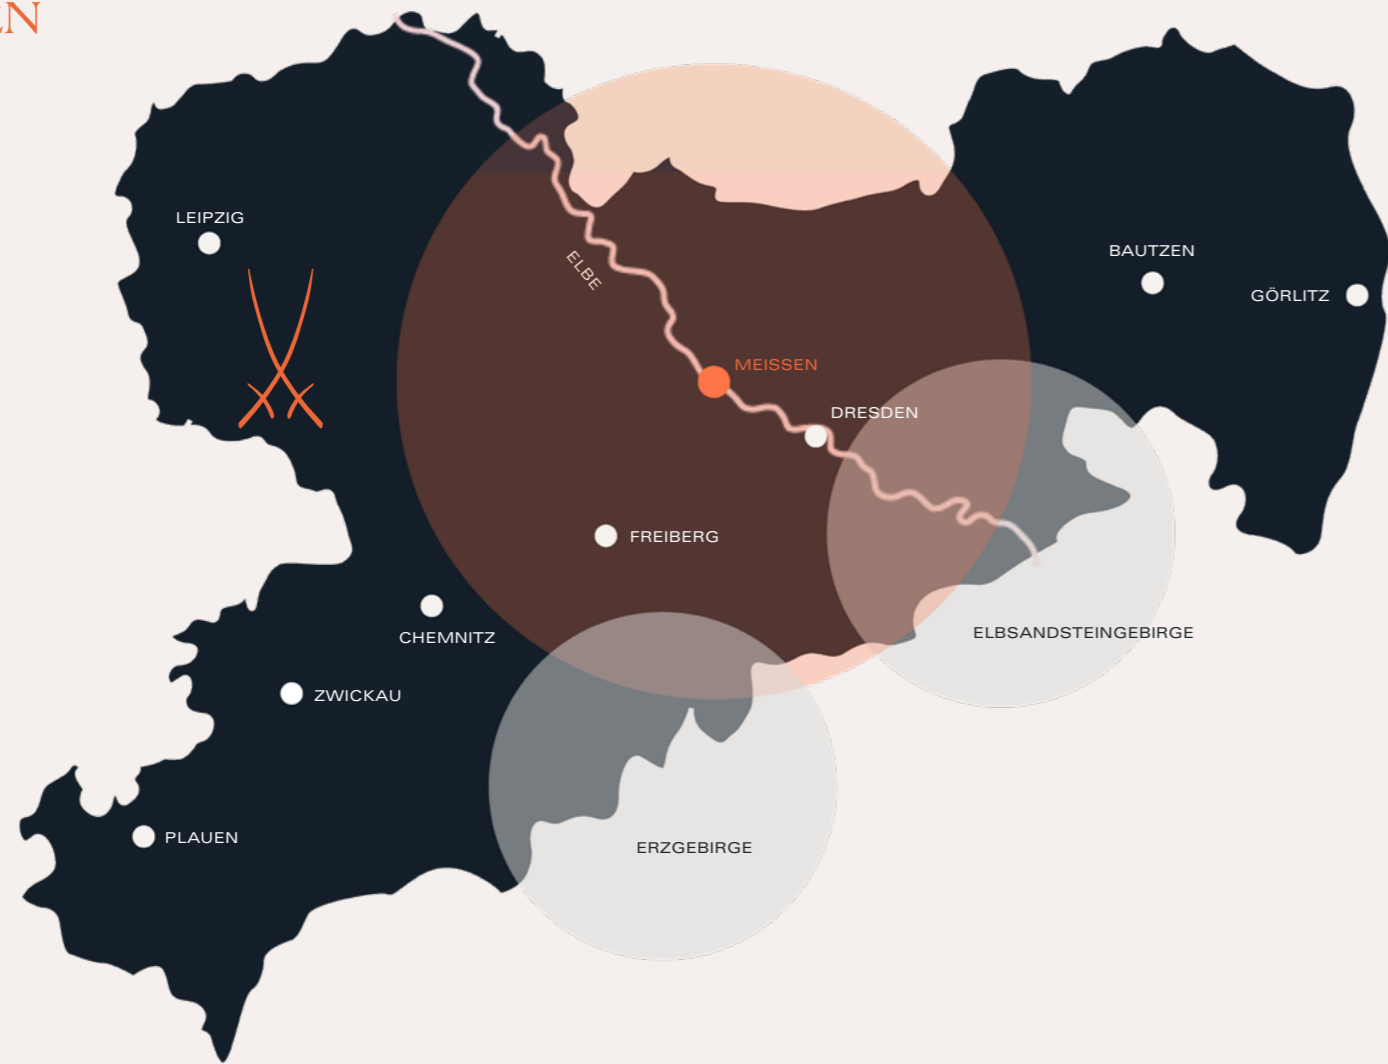 LEIPZIG
BAUTZEN
GÖRLITZ
ELBE
MEISSEN
DRESDEN
FREIBERG
CHEMNITZ
ELBSANDSTEINGEBIRGE
ZWICKAU
PLAUEN
ERZGEBIRGE